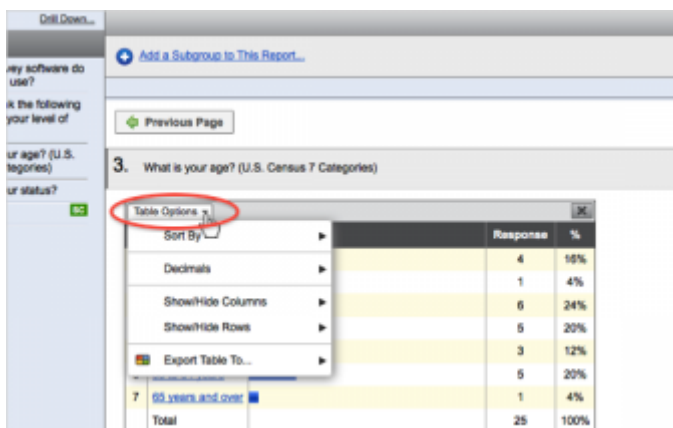 Drill Down...
vey software do
use?
k the following
your level of
ur age? (U.S.
tegories)
ur status?
SC
Add a Subgroup to This Report...
Previous Page
3. What is your age? (U.S. Census 7 Categories)
Table Options
Sort By
Decimals
Show/Hide Columns
Show/Hide Rows
Export Table To...
Response %
4 16%
1 4%
6 24%
5 20%
3 12%
5 20%
7 65 years and over 1 4%
Total 25 100%